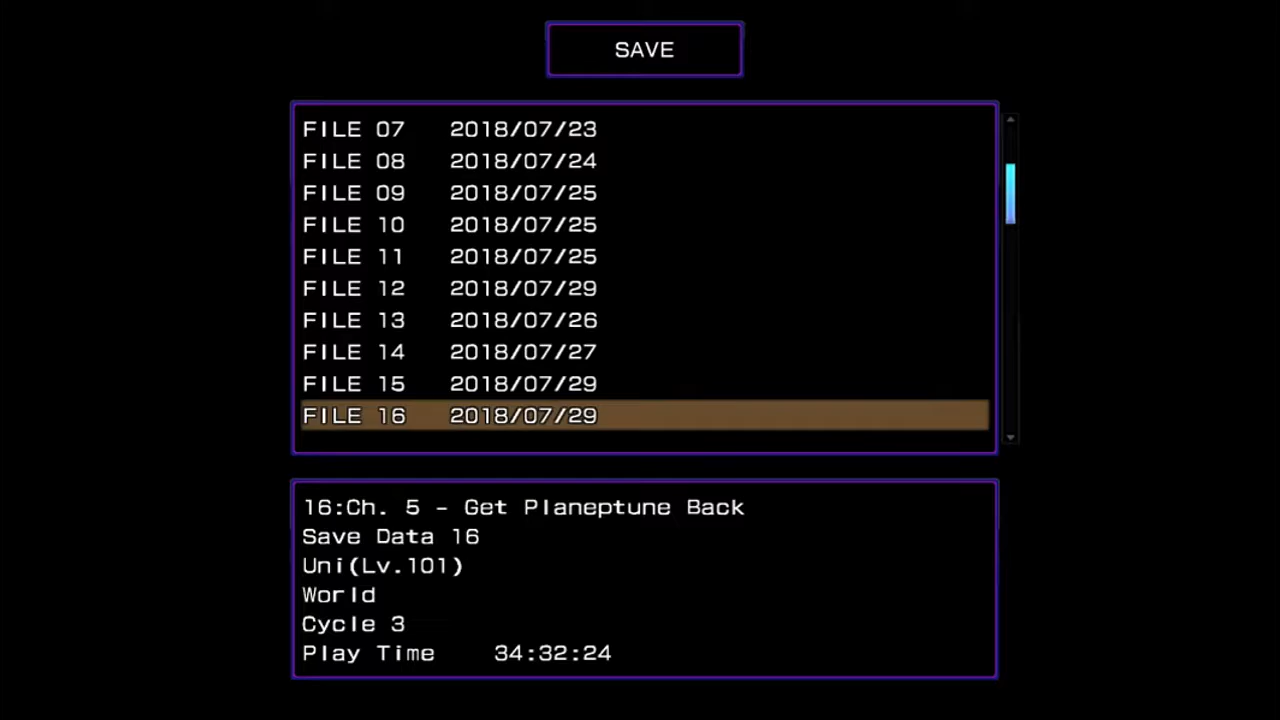 SAVE
FILE 07 2018/07/23
FILE 08 2018/07/24
FILE 09 2018/07/25
FILE 10 2018/07/25
FILE 11 2018/07/25
FILE 12 2018/07/29
FILE 13 2018/07/26
FILE 14 2018/07/27
FILE 15 2018/07/29
FILE 16 2018/07/29
16:Ch. 5 - Get Planeptune Back
Save Data 16
Uni(Lv.101)
World
Cycle 3
Play Time 34:32:24